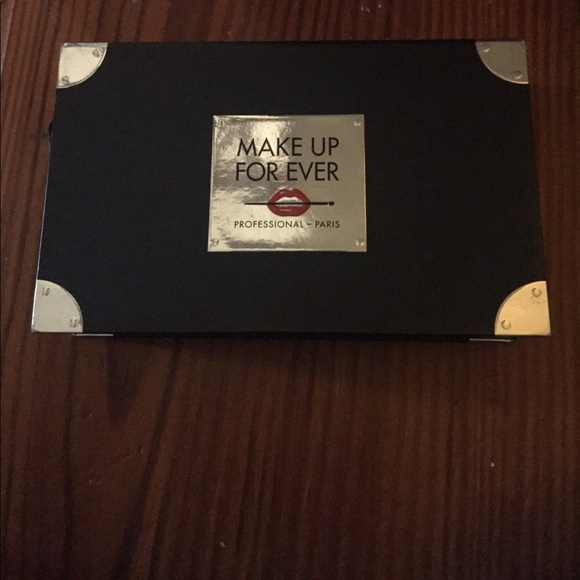 MAKE UP
FOR EVER
PROFESSIONAL – PARIS